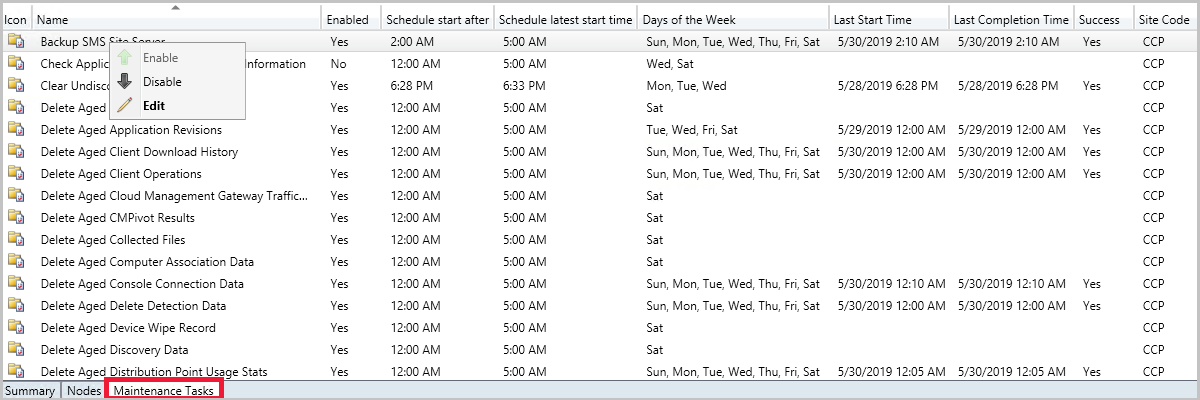 Icon Name Enabled Schedule start after Schedule latest start time Days of the Week Last Start Time Last Completion Time Success Site Code
Backup SMS Site Server Yes 2:00 AM 5:00 AM Sun, Mon, Tue, Wed, Thu, Fri, Sat 5/30/2019 2:10 AM 5/30/2019 2:10 AM Yes CCP
Enable
Check Applic nformation No 12:00 AM 5:00 AM Wed, Sat CCP
Disable
Clear Undisc Yes 6:28 PM 6:33 PM Mon, Tue, Wed 5/28/2019 6:28 PM 5/28/2019 6:28 PM Yes CCP
Edit
Delete Aged Yes 12:00 AM 5:00 AM Sat CCP
Delete Aged Application Revisions Yes 12:00 AM 5:00 AM Tue, Wed, Fri, Sat 5/29/2019 12:00 AM 5/29/2019 12:00 AM Yes CCP
Delete Aged Client Download History Yes 12:00 AM 5:00 AM Sun, Mon, Tue, Wed, Thu, Fri, Sat 5/30/2019 12:00 AM 5/30/2019 12:00 AM Yes CCP
Delete Aged Client Operations Yes 12:00 AM 5:00 AM Sun, Mon, Tue, Wed, Thu, Fri, Sat 5/30/2019 12:00 AM 5/30/2019 12:00 AM Yes CCP
Delete Aged Cloud Management Gateway Traffic... Yes 12:00 AM 5:00 AM Sat CCP
Delete Aged CMPivot Results Yes 12:00 AM 5:00 AM Sat CCP
Delete Aged Collected Files Yes 12:00 AM 5:00 AM Sat CCP
Delete Aged Computer Association Data Yes 12:00 AM 5:00 AM Sat CCP
Delete Aged Console Connection Data Yes 12:00 AM 5:00 AM Sun, Mon, Tue, Wed, Thu, Fri, Sat 5/30/2019 12:10 AM 5/30/2019 12:10 AM Yes CCP
Delete Aged Delete Detection Data Yes 12:00 AM 5:00 AM Sun, Mon, Tue, Wed, Thu, Fri, Sat 5/30/2019 12:00 AM 5/30/2019 12:00 AM Yes CCP
Delete Aged Device Wipe Record Yes 12:00 AM 5:00 AM Sat CCP
Delete Aged Discovery Data Yes 12:00 AM 5:00 AM Sat CCP
Delete Aged Distribution Point Usage Stats Yes 12:00 AM 5:00 AM Sun, Mon, Tue, Wed, Thu, Fri, Sat 5/30/2019 12:05 AM 5/30/2019 12:05 AM Yes CCP
Summary Nodes Maintenance Tasks